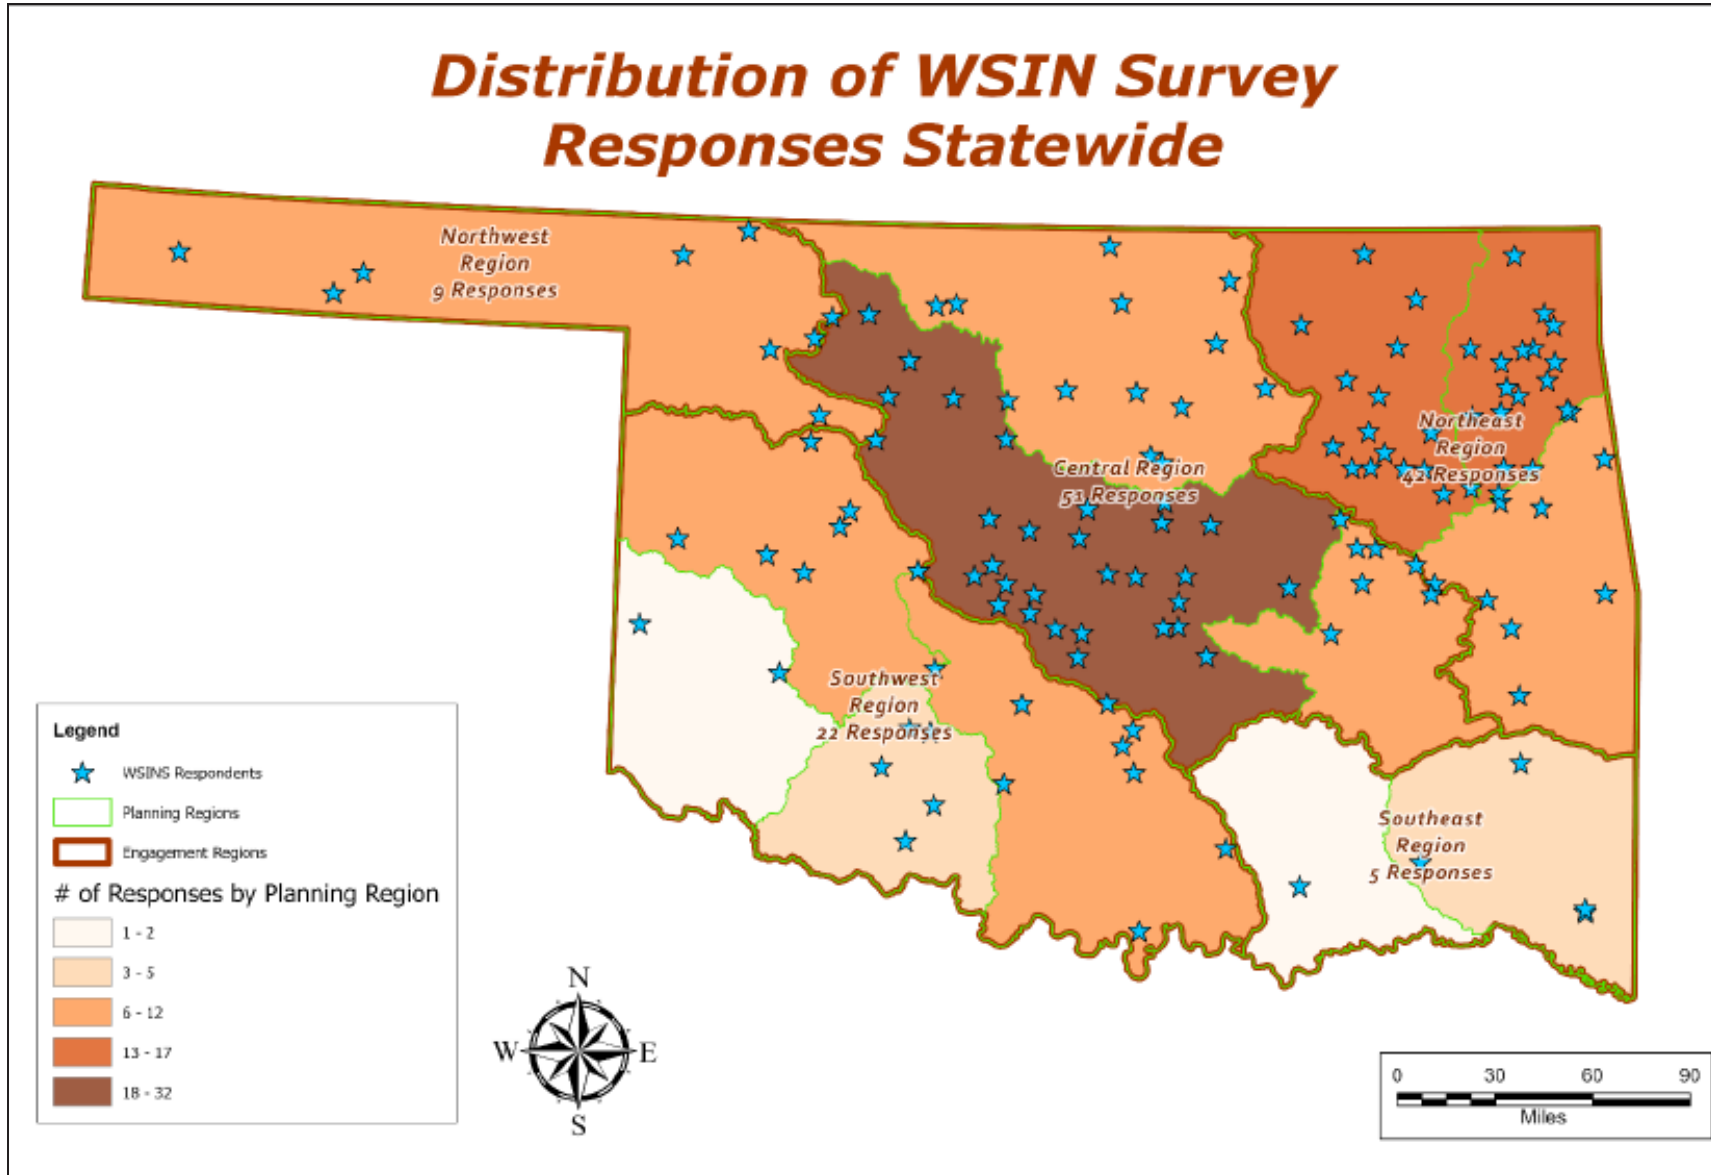 Distribution of WSIN Survey
Responses Statewide
Northwest
Region
9 Responses
Northeast
Region
42 Responses
Central Region
51 Responses
Southwest
Region
22 Responses
Southeast
Region
5 Responses
Legend
WSINS Respondents
Planning Regions
Engagement Regions
# of Responses by Planning Region
1 - 2
3 - 5
6 - 12
13 - 17
18 - 32
N
W E
S
0 30 60 90
Miles